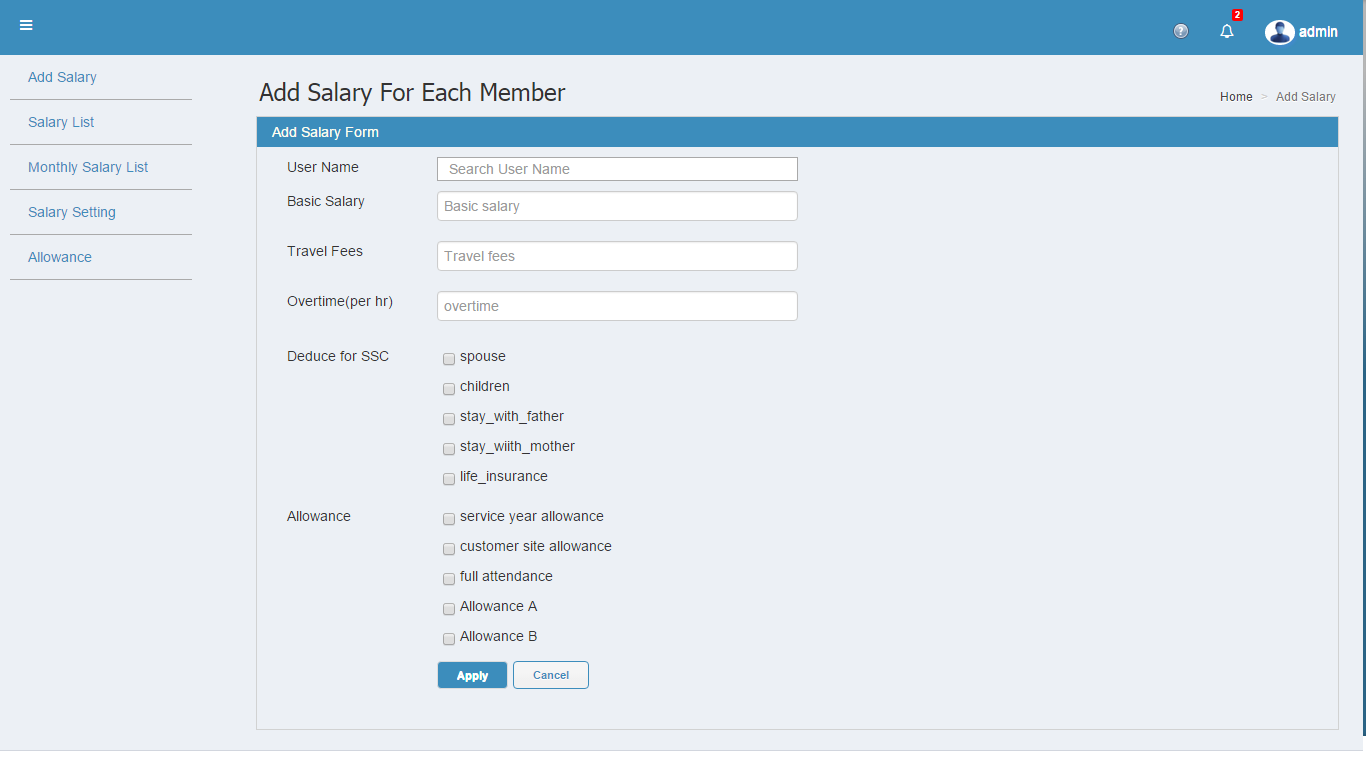 2
admin
Add Salary
Salary List
Monthly Salary List
Salary Setting
Allowance
Add Salary For Each Member
Home > Add Salary
Add Salary Form
User Name Search User Name
Basic Salary Basic salary
Travel Fees Travel fees
Overtime(per hr) overtime
Deduce for SSC spouse
children
stay_with_father
stay_wiith_mother
life_insurance
Allowance service year allowance
customer site allowance
full attendance
Allowance A
Allowance B
Apply Cancel